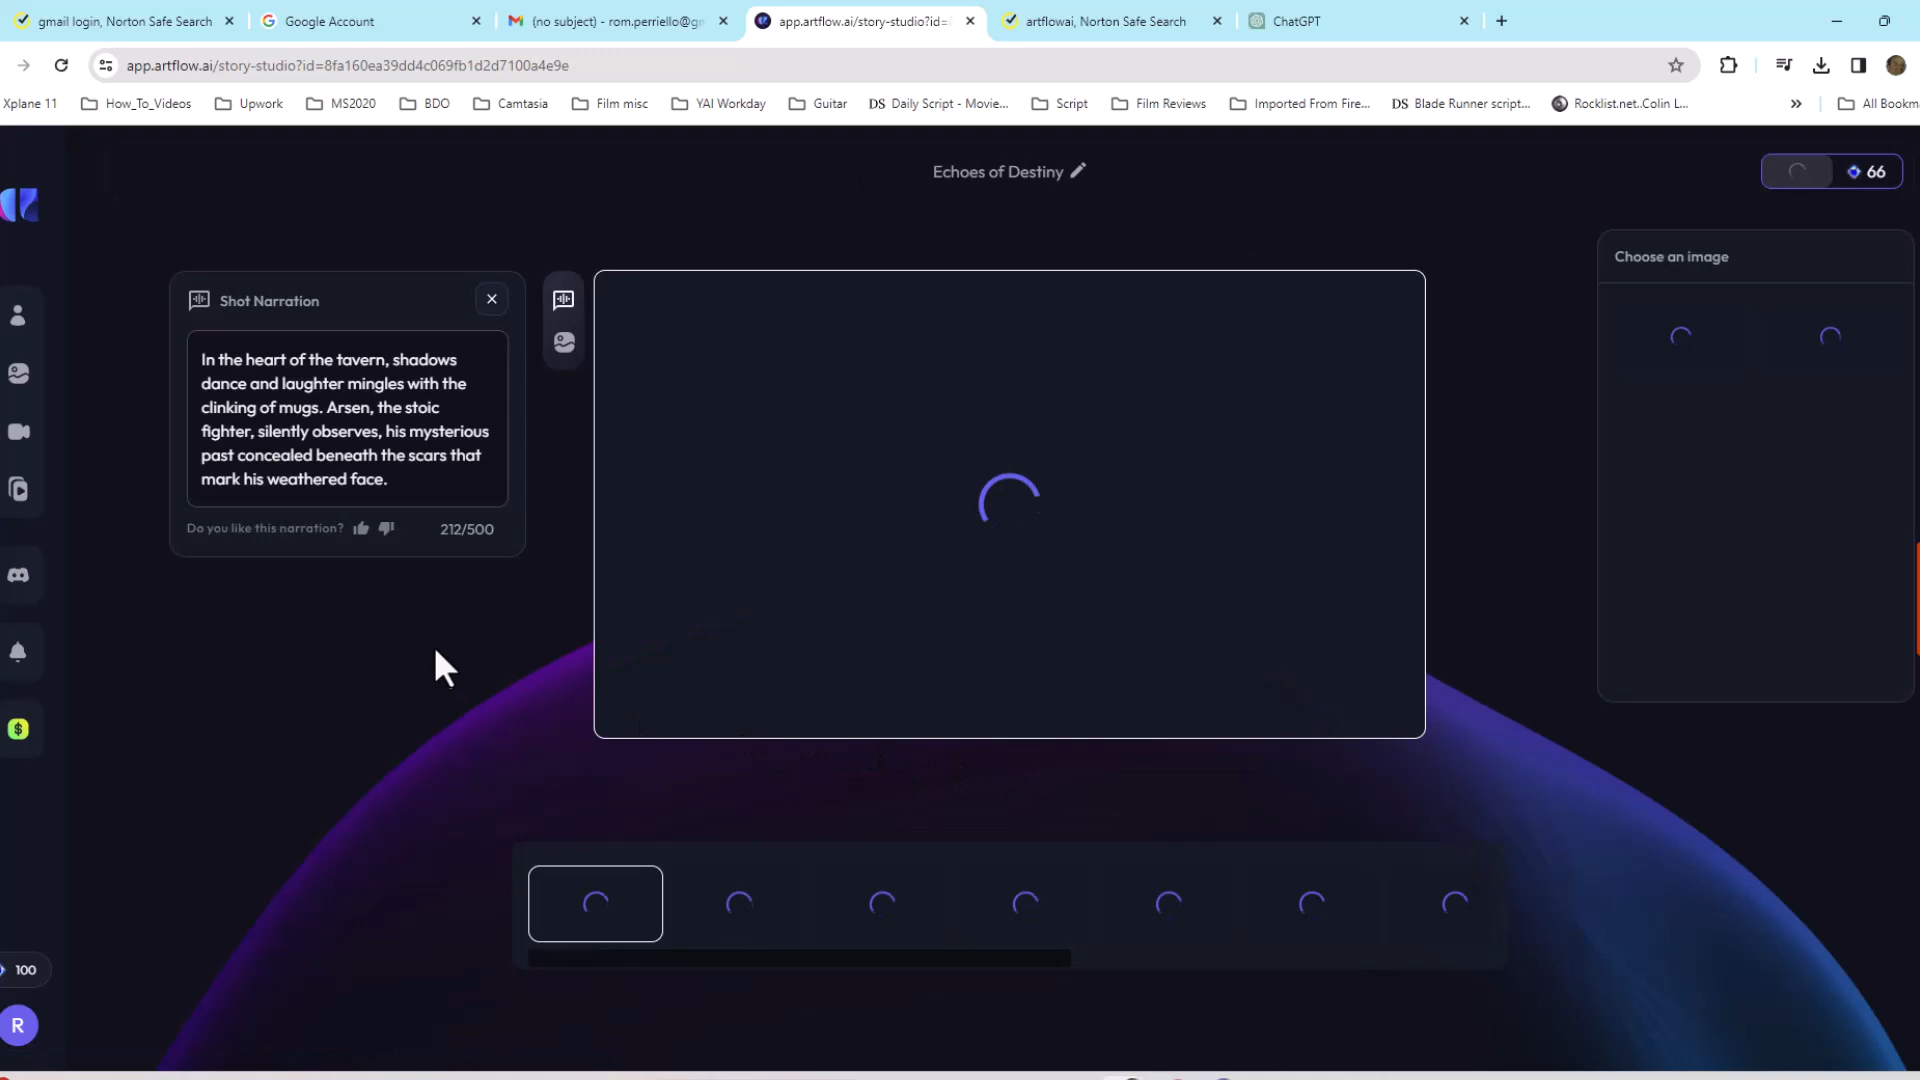 gmail login, Norton Safe Search
Google Account
(no subject) - rom.perriello@gm
app.artflow.ai/story-studio?id=
artflowai, Norton Safe Search
ChatGPT
app.artflow.ai/story-studio?id=8fa160ea39dd4c069fb1d2d7100a4e9e
Xplane 11
How_To_Videos
Upwork
MS2020
BDO
Camtasia
Film misc
YAI Workday
Guitar
DS Daily Script - Movie...
Script
Film Reviews
Imported From Fire...
DS Blade Runner script...
Rocklist.net..Colin L...
»
All Bookm
Echoes of Destiny
66
Shot Narration
In the heart of the tavern, shadows
dance and laughter mingles with the
clinking of mugs. Arsen, the stoic
fighter, silently observes, his mysterious
past concealed beneath the scars that
mark his weathered face.
Do you like this narration?
212/500
Choose an image
$
100
R